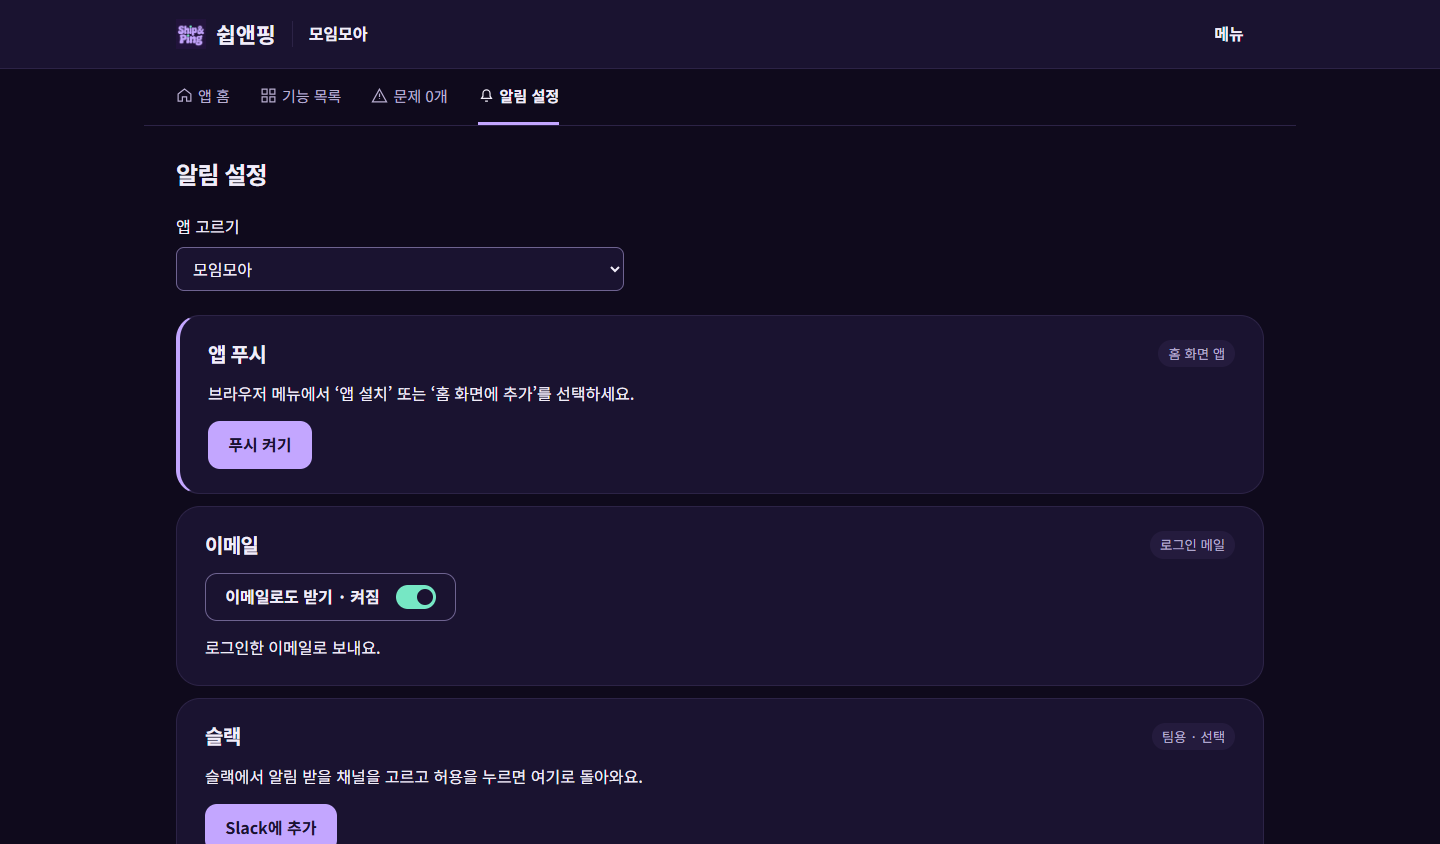 Ship&
Ping
쉽앤핑
모임모아
메뉴
앱 홈
기능 목록
문제 0개
알림 설정
알림 설정
앱 고르기
모임모아
앱 푸시
홈 화면 앱
브라우저 메뉴에서 ‘앱 설치’ 또는 ‘홈 화면에 추가’를 선택하세요.
푸시 켜기
이메일
로그인 메일
이메일로도 받기 · 켜짐
로그인한 이메일로 보내요.
슬랙
팀용 · 선택
슬랙에서 알림 받을 채널을 고르고 허용을 누르면 여기로 돌아와요.
Slack에 추가